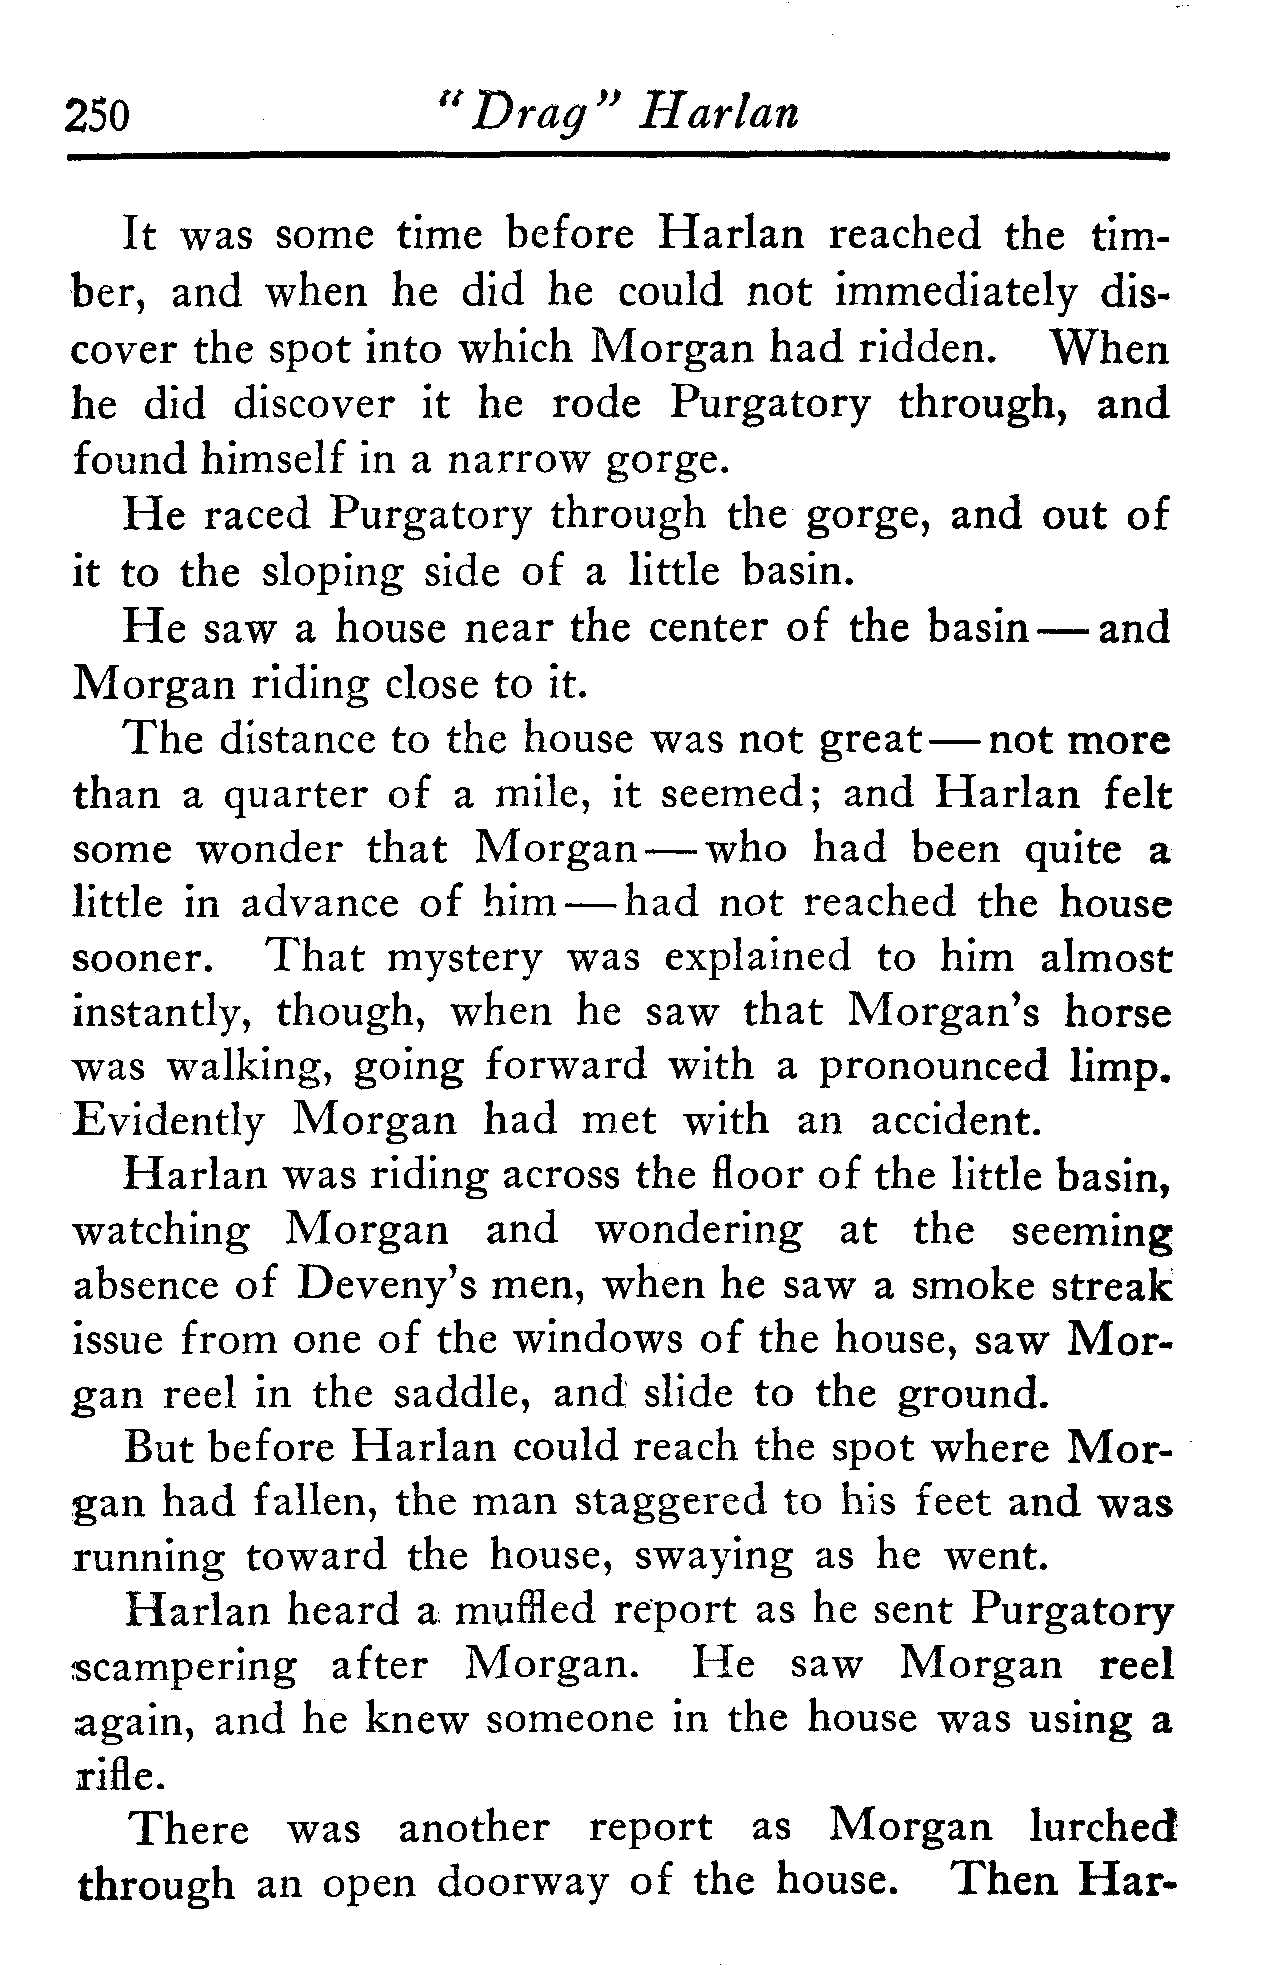 250 "Drag" Harlan
It was some time before Harlan reached the tim-
ber, and when he did he could not immediately dis-
cover the spot into which Morgan had ridden. When
he did discover it he rode Purgatory through, and
found himself in a narrow gorge.
He raced Purgatory through the gorge, and out of
it to the sloping side of a little basin.
He saw a house near the center of the basin—and
Morgan riding close to it.
The distance to the house was not great—not more
than a quarter of a mile, it seemed; and Harlan felt
some wonder that Morgan—who had been quite a
little in advance of him—had not reached the house
sooner. That mystery was explained to him almost
instantly, though, when he saw that Morgan's horse
was walking, going forward with a pronounced limp.
Evidently Morgan had met with an accident.
Harlan was riding across the floor of the little basin,
watching Morgan and wondering at the seeming
absence of Deveny's men, when he saw a smoke streak
issue from one of the windows of the house, saw Mor-
gan reel in the saddle, and slide to the ground.
But before Harlan could reach the spot where Mor-
gan had fallen, the man staggered to his feet and was
running toward the house, swaying as he went.
Harlan heard a muffled report as he sent Purgatory
scampering after Morgan. He saw Morgan reel
again, and he knew someone in the house was using a
rifle.
There was another report as Morgan lurched
through an open doorway of the house. Then Har-